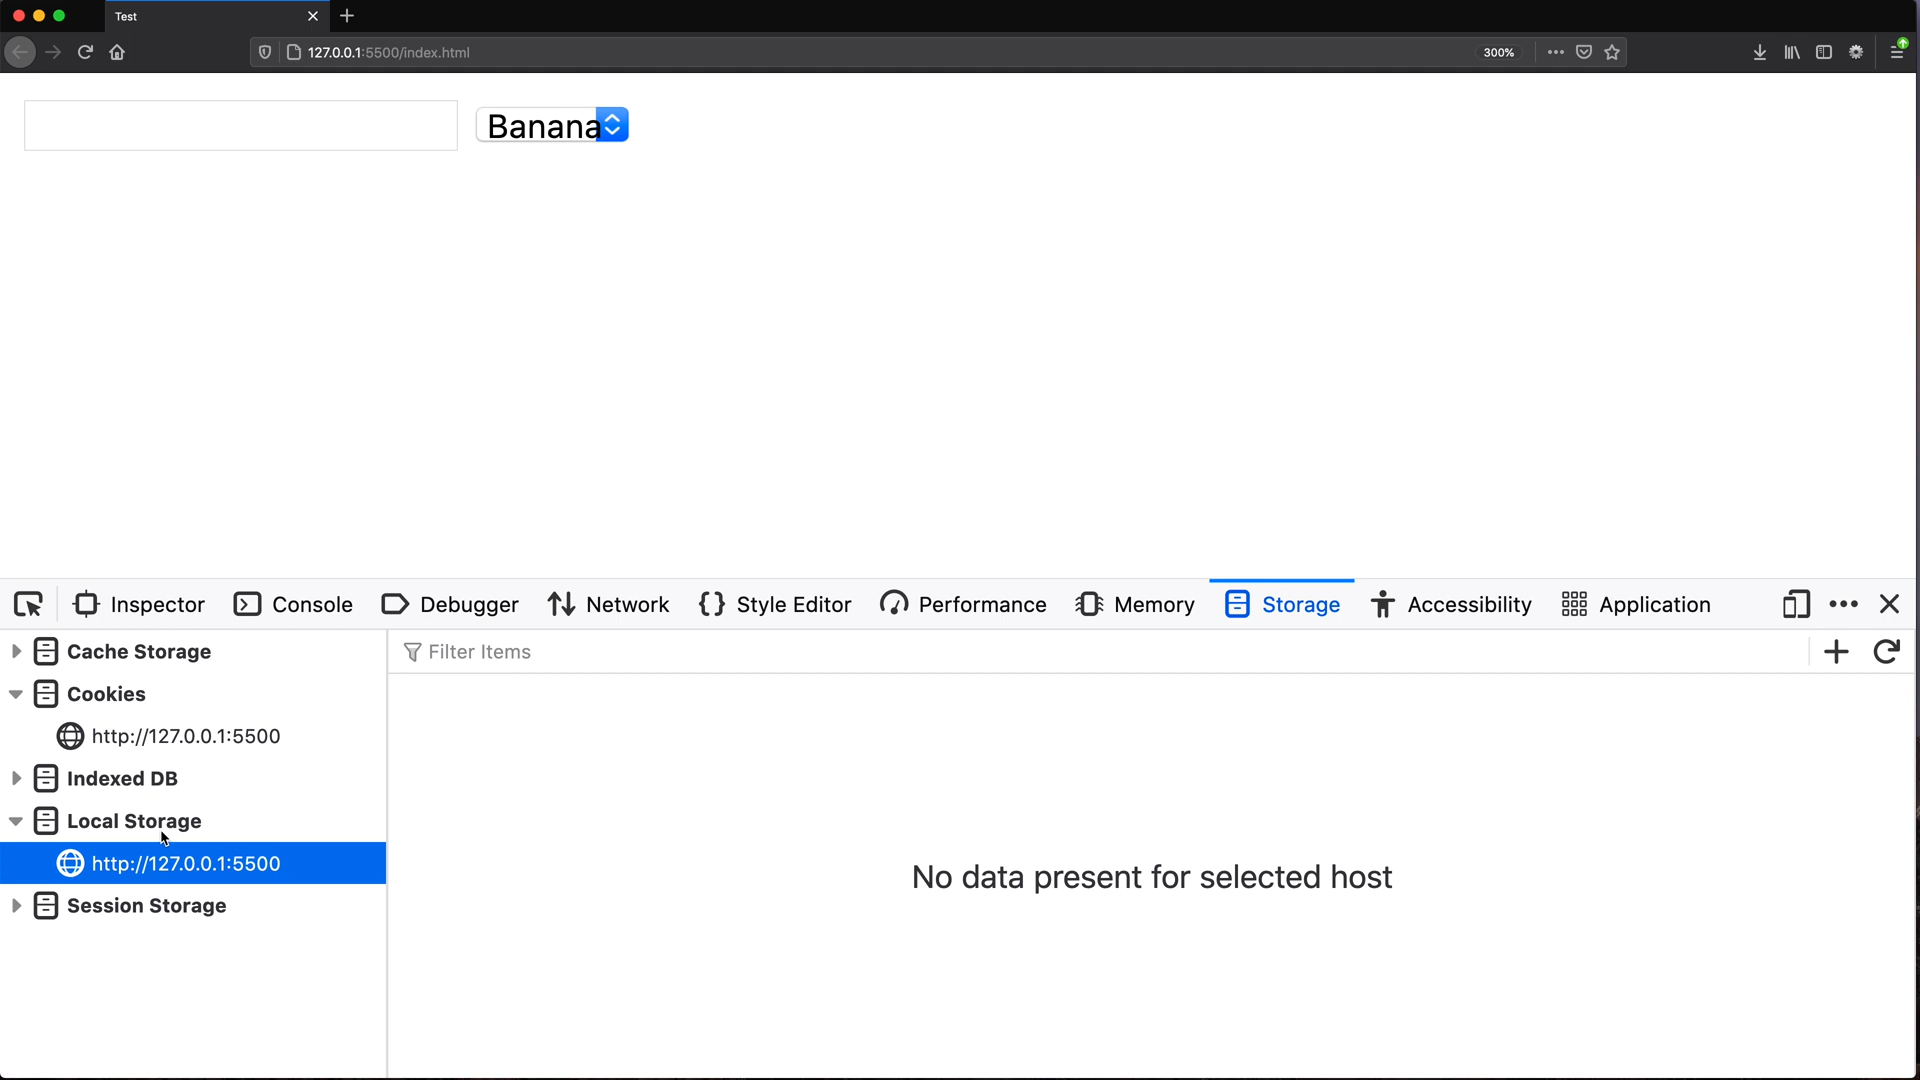 Test
127.0.0.1:5500/index.html
300%
Banana
Inspector
Console
Debugger
Network
Style Editor
Performance
Memory
Storage
Accessibility
Application
Cache Storage
Cookies
http://127.0.0.1:5500
Indexed DB
Local Storage
http://127.0.0.1:5500
Session Storage
Filter Items
No data present for selected host